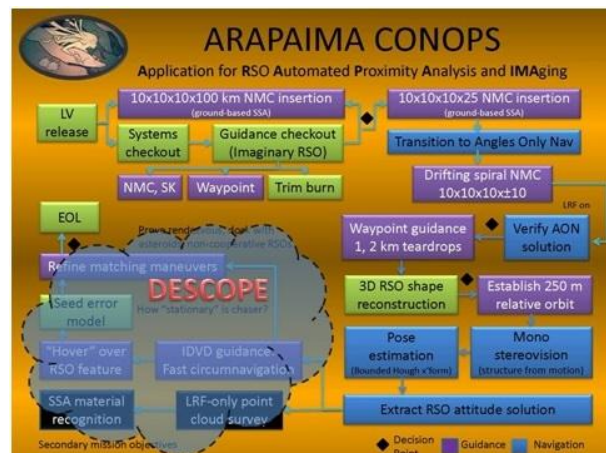 ARAPAIMA CONOPS
Application for RSO Automated Proximity Analysis and IMAging
LV
release
10x10x10x100 km NMC insertion
(ground-based SSA)
10x10x10x25 NMC insertion
(ground-based SSA)
Systems
checkout
Guidance checkout
(Imaginary RSO)
Transition to Angles Only Nav
NMC, SK
Waypoint
Trim burn
Drifting spiral NMC
10x10x10x±10
LRF on
EOL
Prove rendezvous, dock with
asteroids, non-cooperative RSOs
Waypoint guidance
1, 2 km teardrops
Verify AON
solution
Refine matching maneuvers
DESCOPE
3D RSO shape
reconstruction
Establish 250 m
relative orbit
Seed error
model
How "stationary" is chaser?
Pose
estimation
(Bounded Hough x'form)
Mono
stereovision
(structure from motion)
"Hover" over
RSO feature
IDVD guidance
Fast circumnavigation
SSA material
recognition
LRF-only point
cloud survey
Extract RSO attitude solution
Secondary mission objectives
Decision
Point
Guidance
Navigation